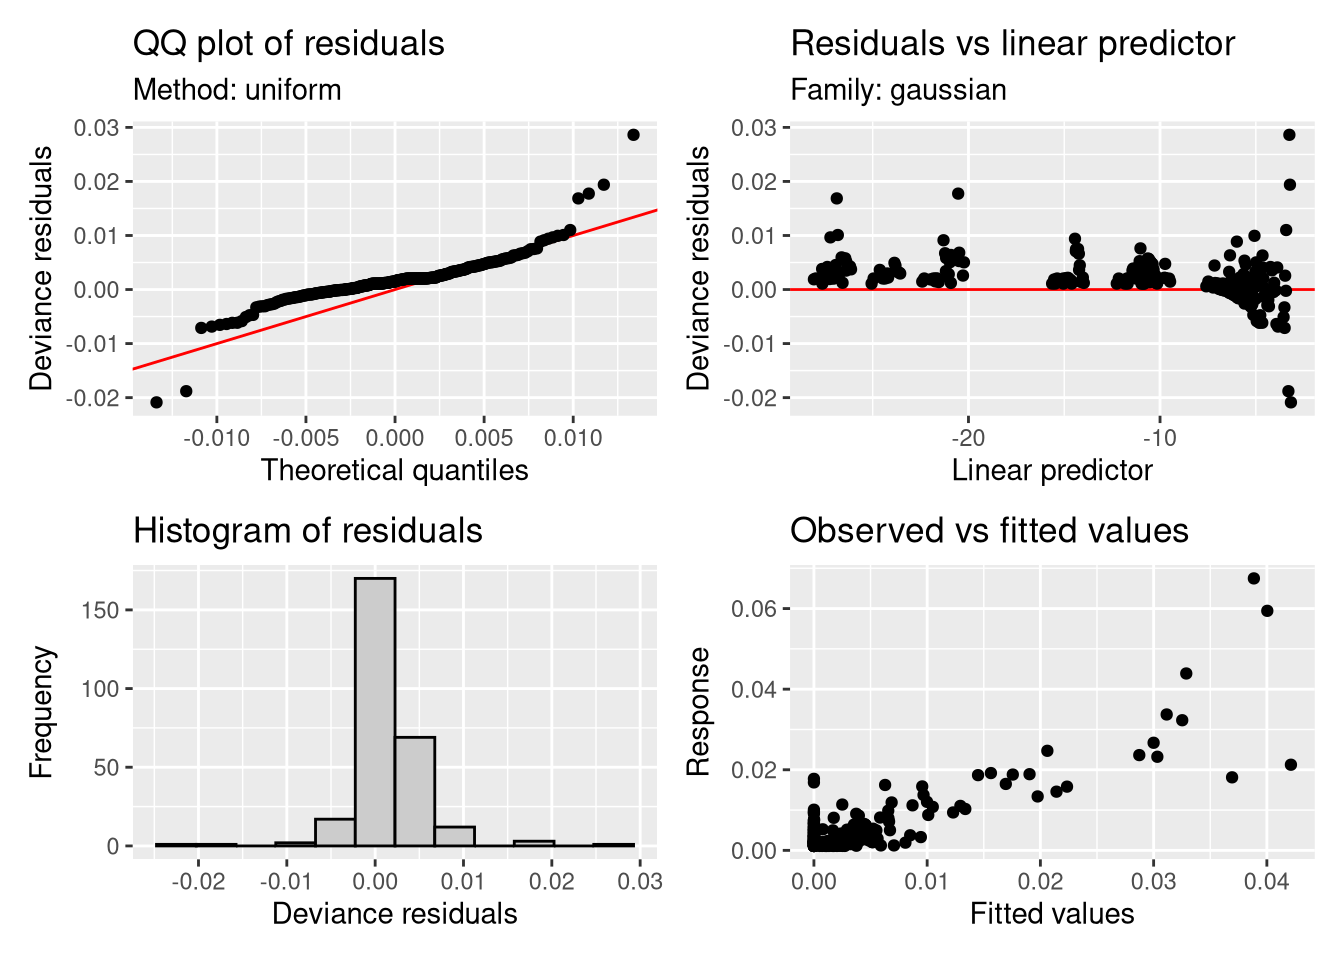 QQ plot of residuals
Method: uniform
0.03
0.02
0.01
0.00
-0.01
-0.02
Deviance residuals
-0.010 -0.005 0.000 0.005 0.010
Theoretical quantiles
Residuals vs linear predictor
Family: gaussian
0.03
0.02
0.01
0.00
-0.01
-0.02
Deviance residuals
-20 -10
Linear predictor
Histogram of residuals
150
100
50
0
Frequency
-0.02 -0.01 0.00 0.01 0.02 0.03
Deviance residuals
Observed vs fitted values
0.06
0.04
0.02
0.00
Response
0.00 0.01 0.02 0.03 0.04
Fitted values